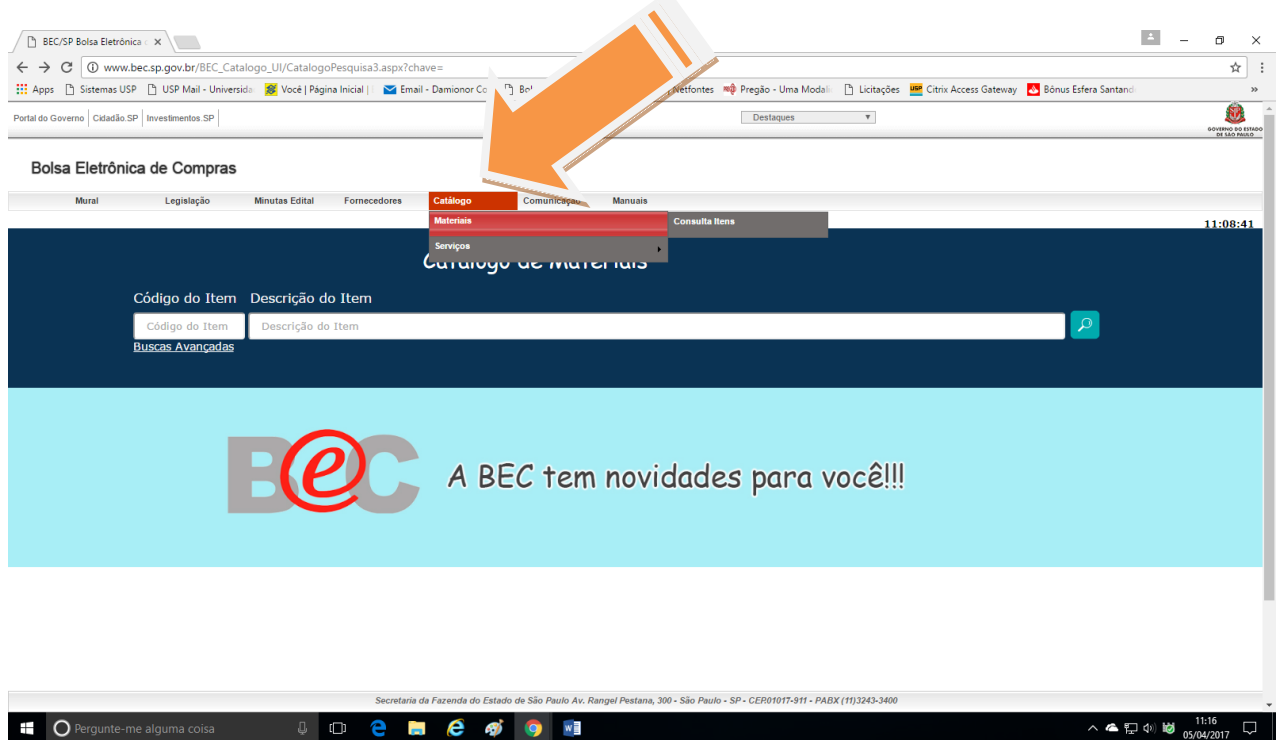 BEC/SP Bolsa Eletrônica
www.bec.sp.gov.br/BEC_Catalogo_UI/CatalogoPesquisa3.aspx?chave=
Apps Sistemas USP USP Mail - Universida Você | Página Inicial | Email - Damionor Co Netfontes Pregão - Uma Modali Licitações USP Citrix Access Gateway Bônus Esfera Santand »
Portal do Governo Cidadão.SP Investimentos.SP Destaques
GOVERNO DO ESTADO
DE SÃO PAULO
Bolsa Eletrônica de Compras
Mural Legislação Minutas Edital Fornecedores Catálogo Comunicação Manuais
Materiais Consulta Itens
11:08:41
Serviços
Catálogo de Materiais
Código do Item Descrição do Item
Código do Item Descrição do Item
Buscas Avançadas
BeC A BEC tem novidades para você!!!
Secretaria da Fazenda do Estado de São Paulo Av. Rangel Pestana, 300 - São Paulo - SP - CEP.01017-911 - PABX (11)3243-3400
Pergunte-me alguma coisa
11:16
05/04/2017